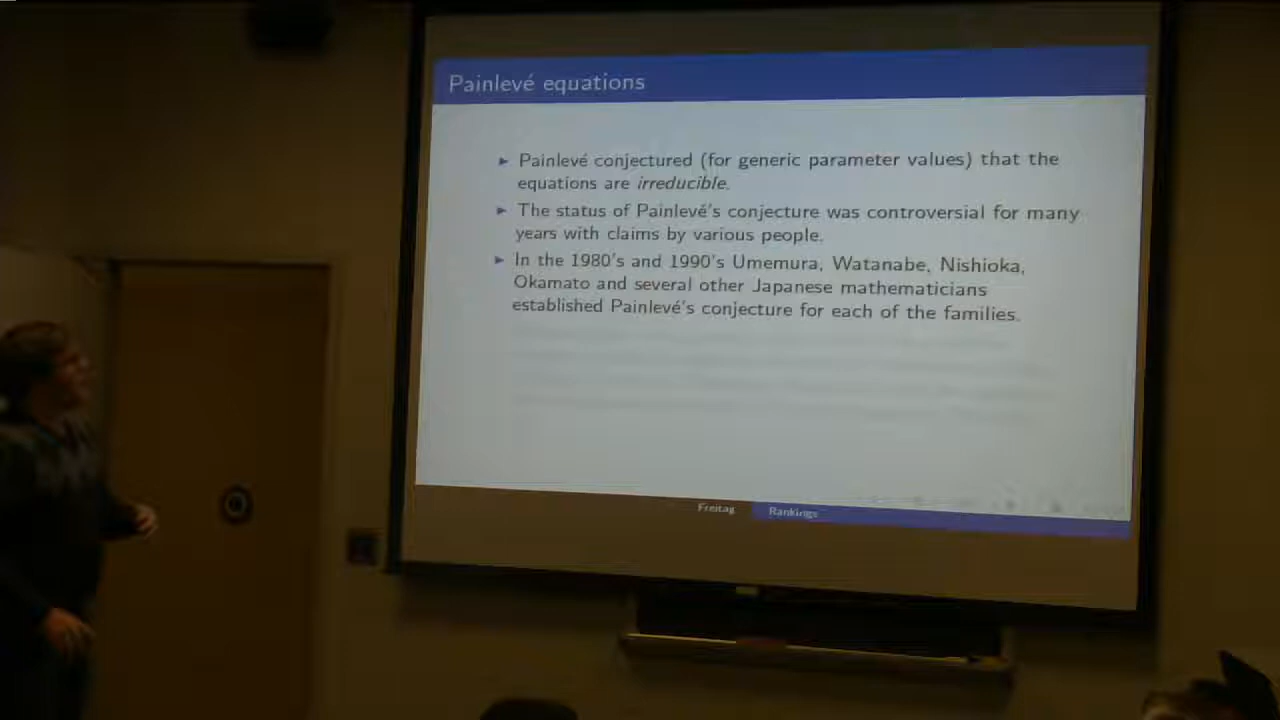 Painlevé equations
► Painlevé conjectured (for generic parameter values) that the
equations are irreducible.
► The status of Painlevé's conjecture was controversial for many
years with claims by various people.
► In the 1980's and 1990's Umemura, Watanabe, Nishioka,
Okamato and several other Japanese mathematicians
established Painlevé's conjecture for each of the families.
Freitag Rankings